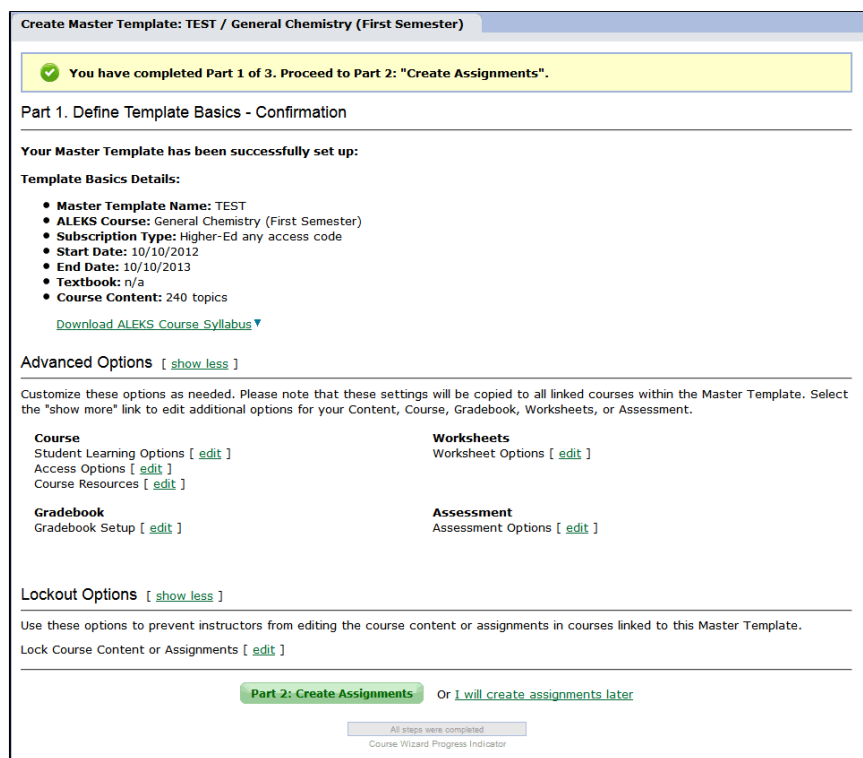 Create Master Template: TEST / General Chemistry (First Semester)
You have completed Part 1 of 3. Proceed to Part 2: "Create Assignments".
Part 1. Define Template Basics - Confirmation
Your Master Template has been successfully set up:
Template Basics Details:
Master Template Name: TEST
ALEKS Course: General Chemistry (First Semester)
Subscription Type: Higher-Ed any access code
Start Date: 10/10/2012
End Date: 10/10/2013
Textbook: n/a
Course Content: 240 topics
Download ALEKS Course Syllabus
Advanced Options [ show less ]
Customize these options as needed. Please note that these settings will be copied to all linked courses within the Master Template. Select
the "show more" link to edit additional options for your Content, Course, Gradebook, Worksheets, or Assessment.
Course
Student Learning Options [ edit ]
Access Options [ edit ]
Course Resources [ edit ]
Worksheets
Worksheet Options [ edit ]
Gradebook
Gradebook Setup [ edit ]
Assessment
Assessment Options [ edit ]
Lockout Options [ show less ]
Use these options to prevent instructors from editing the course content or assignments in courses linked to this Master Template.
Lock Course Content or Assignments [ edit ]
Part 2: Create Assignments Or I will create assignments later
All steps were completed
Course Wizard Progress Indicator